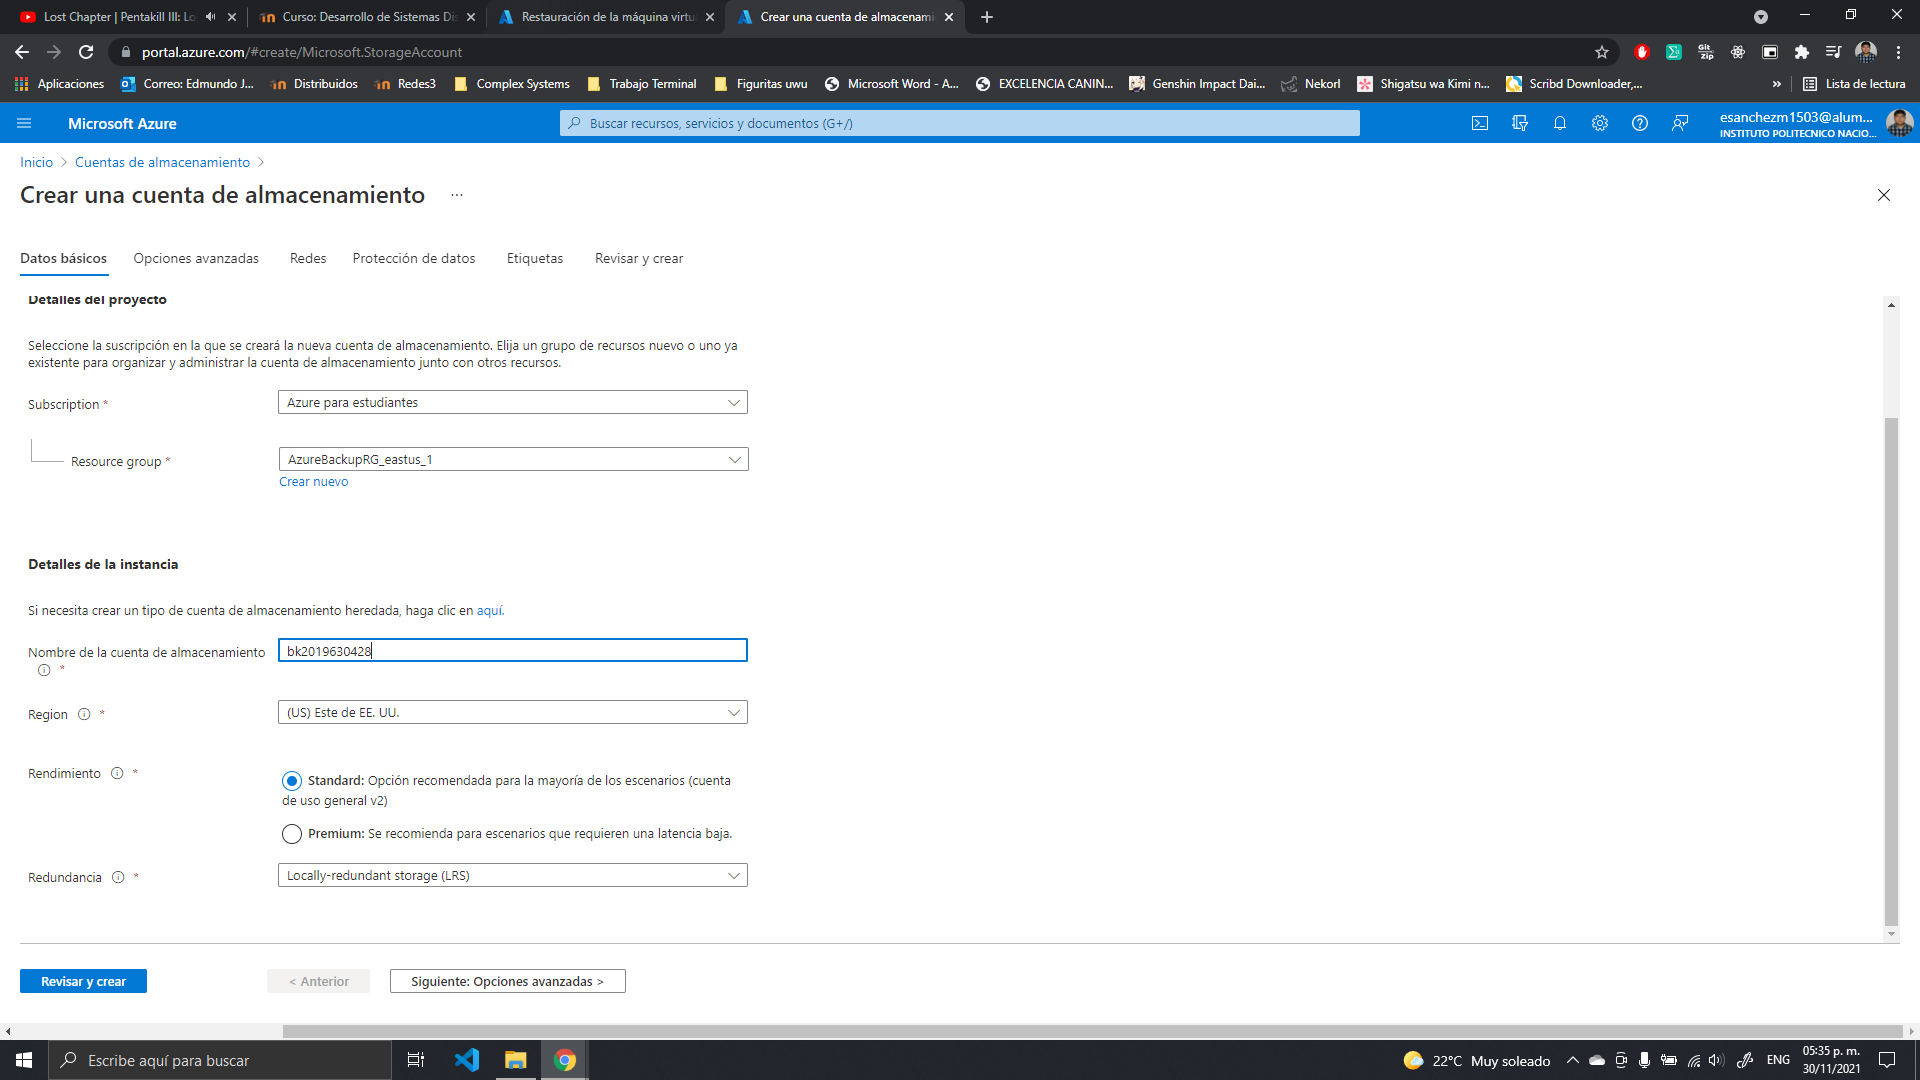 Lost Chapter | Pentakill III: Lo
Curso: Desarrollo de Sistemas Dis
Restauración de la máquina virtu
Crear una cuenta de almacenami
portal.azure.com/#create/Microsoft.StorageAccount
Aplicaciones
Correo: Edmundo J...
Distribuidos
Redes3
Complex Systems
Trabajo Terminal
Figuritas uwu
Microsoft Word - A...
EXCELENCIA CANIN...
Genshin Impact Dai...
Nekorl
Shigatsu wa Kimi n...
Scribd Downloader,...
»
Lista de lectura
Microsoft Azure
Buscar recursos, servicios y documentos (G+/)
esanchezm1503@alum...
INSTITUTO POLITECNICO NACIO...
Inicio > Cuentas de almacenamiento >
Crear una cuenta de almacenamiento ...
Datos básicos
Opciones avanzadas
Redes
Protección de datos
Etiquetas
Revisar y crear
Detalles del proyecto
Seleccione la suscripción en la que se creará la nueva cuenta de almacenamiento. Elija un grupo de recursos nuevo o uno ya
existente para organizar y administrar la cuenta de almacenamiento junto con otros recursos.
Subscription *
Azure para estudiantes
Resource group *
AzureBackupRG_eastus_1
Crear nuevo
Detalles de la instancia
Si necesita crear un tipo de cuenta de almacenamiento heredada, haga clic en aquí.
Nombre de la cuenta de almacenamiento *
bk2019630428
Region *
(US) Este de EE. UU.
Rendimiento *
Standard: Opción recomendada para la mayoría de los escenarios (cuenta
de uso general v2)
Premium: Se recomienda para escenarios que requieren una latencia baja.
Redundancia *
Locally-redundant storage (LRS)
Revisar y crear
< Anterior
Siguiente: Opciones avanzadas >
Escribe aquí para buscar
22°C Muy soleado
ENG
05:35 p. m.
30/11/2021